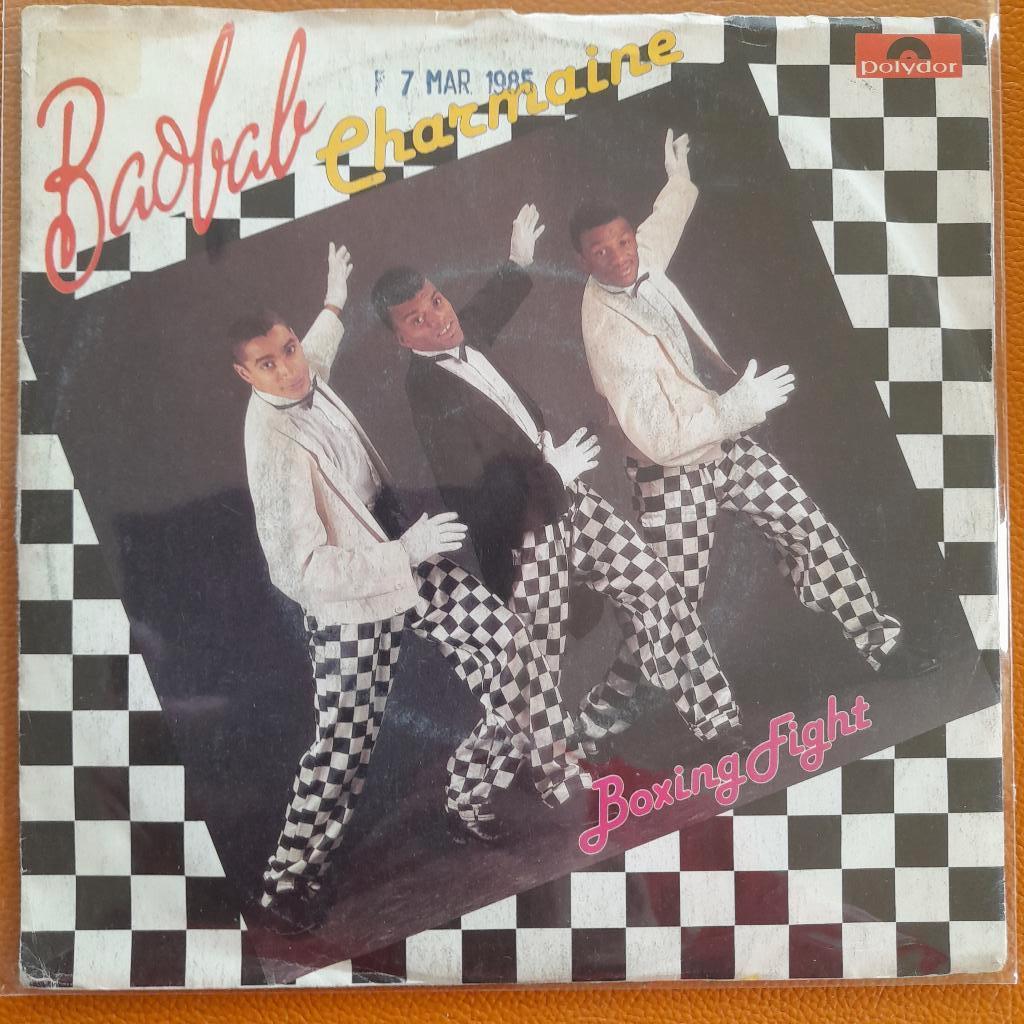 Baobab
F 7 MAR 1985
Charmaine
polydor
Boxing Fight